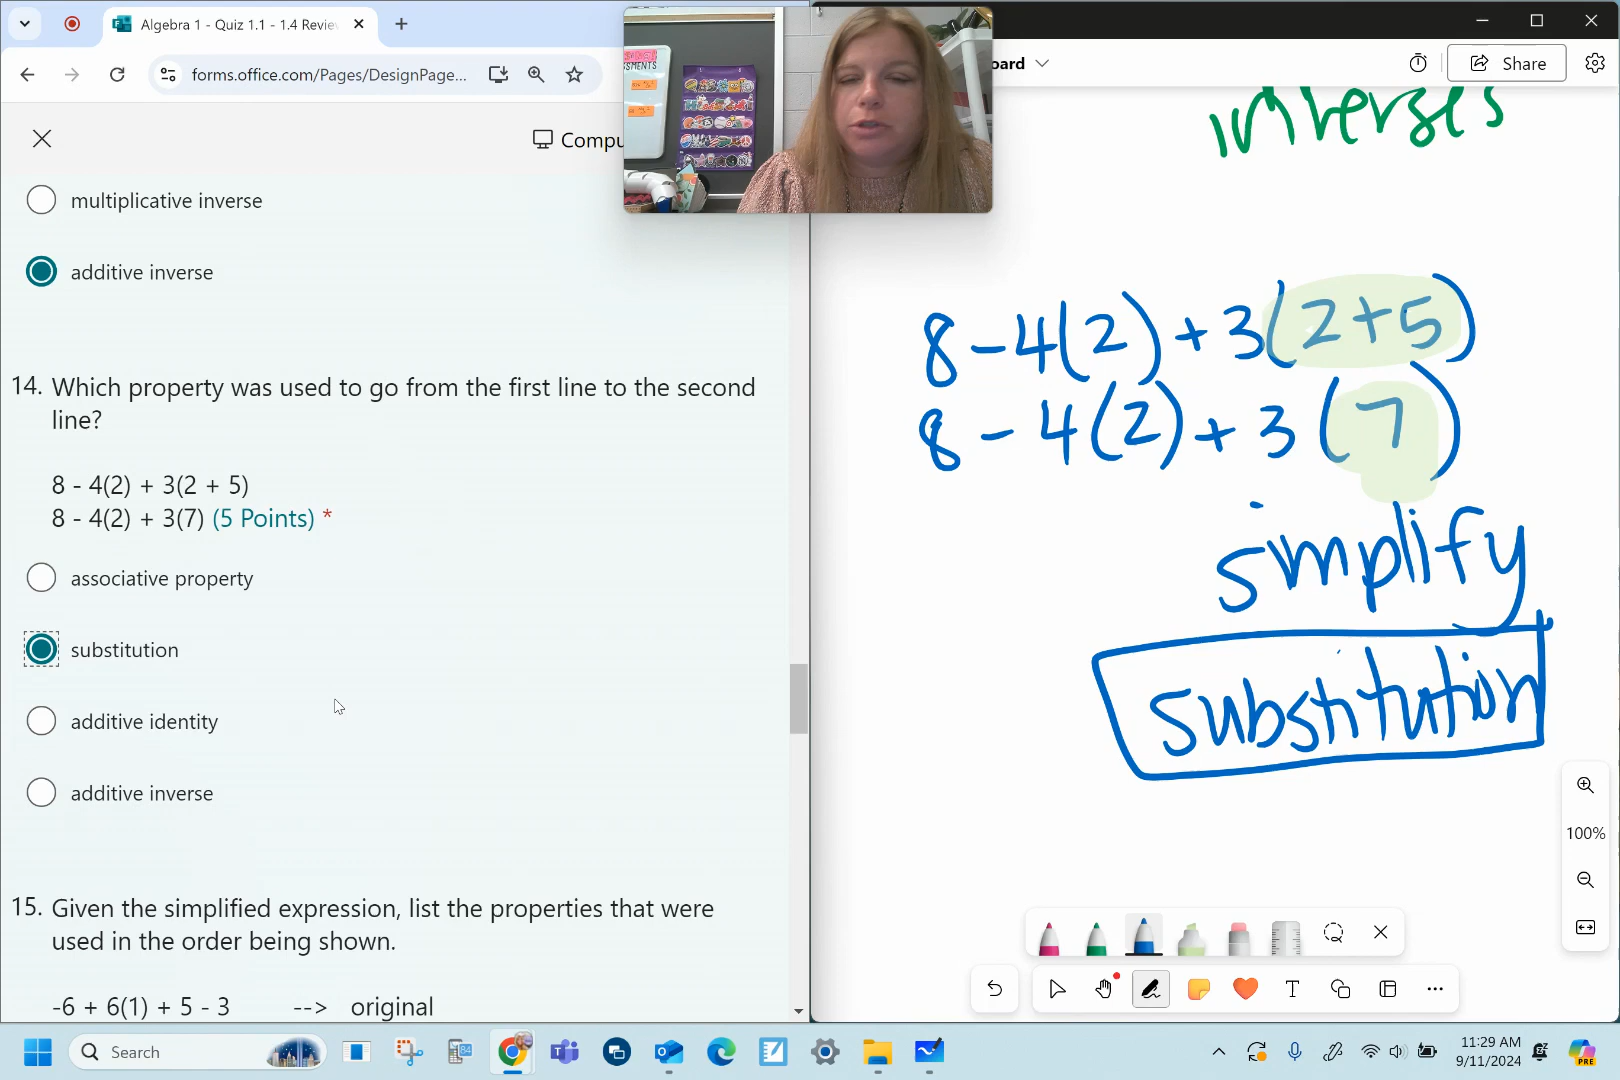 Algebra 1 - Quiz 1.1 - 1.4 Revie
forms.office.com/Pages/DesignPage...
Compu
multiplicative inverse
additive inverse
14. Which property was used to go from the first line to the second
line?
8 - 4(2) + 3(2 + 5)
8 - 4(2) + 3(7) (5 Points) *
associative property
substitution
additive identity
additive inverse
15. Given the simplified expression, list the properties that were
used in the order being shown.
-6 + 6(1) + 5 - 3 --> original
oard
Share
inverses
8-4(2)+3(2+5)
8-4(2)+3(7)
simplify
substitution
100%
Search
11:29 AM
9/11/2024